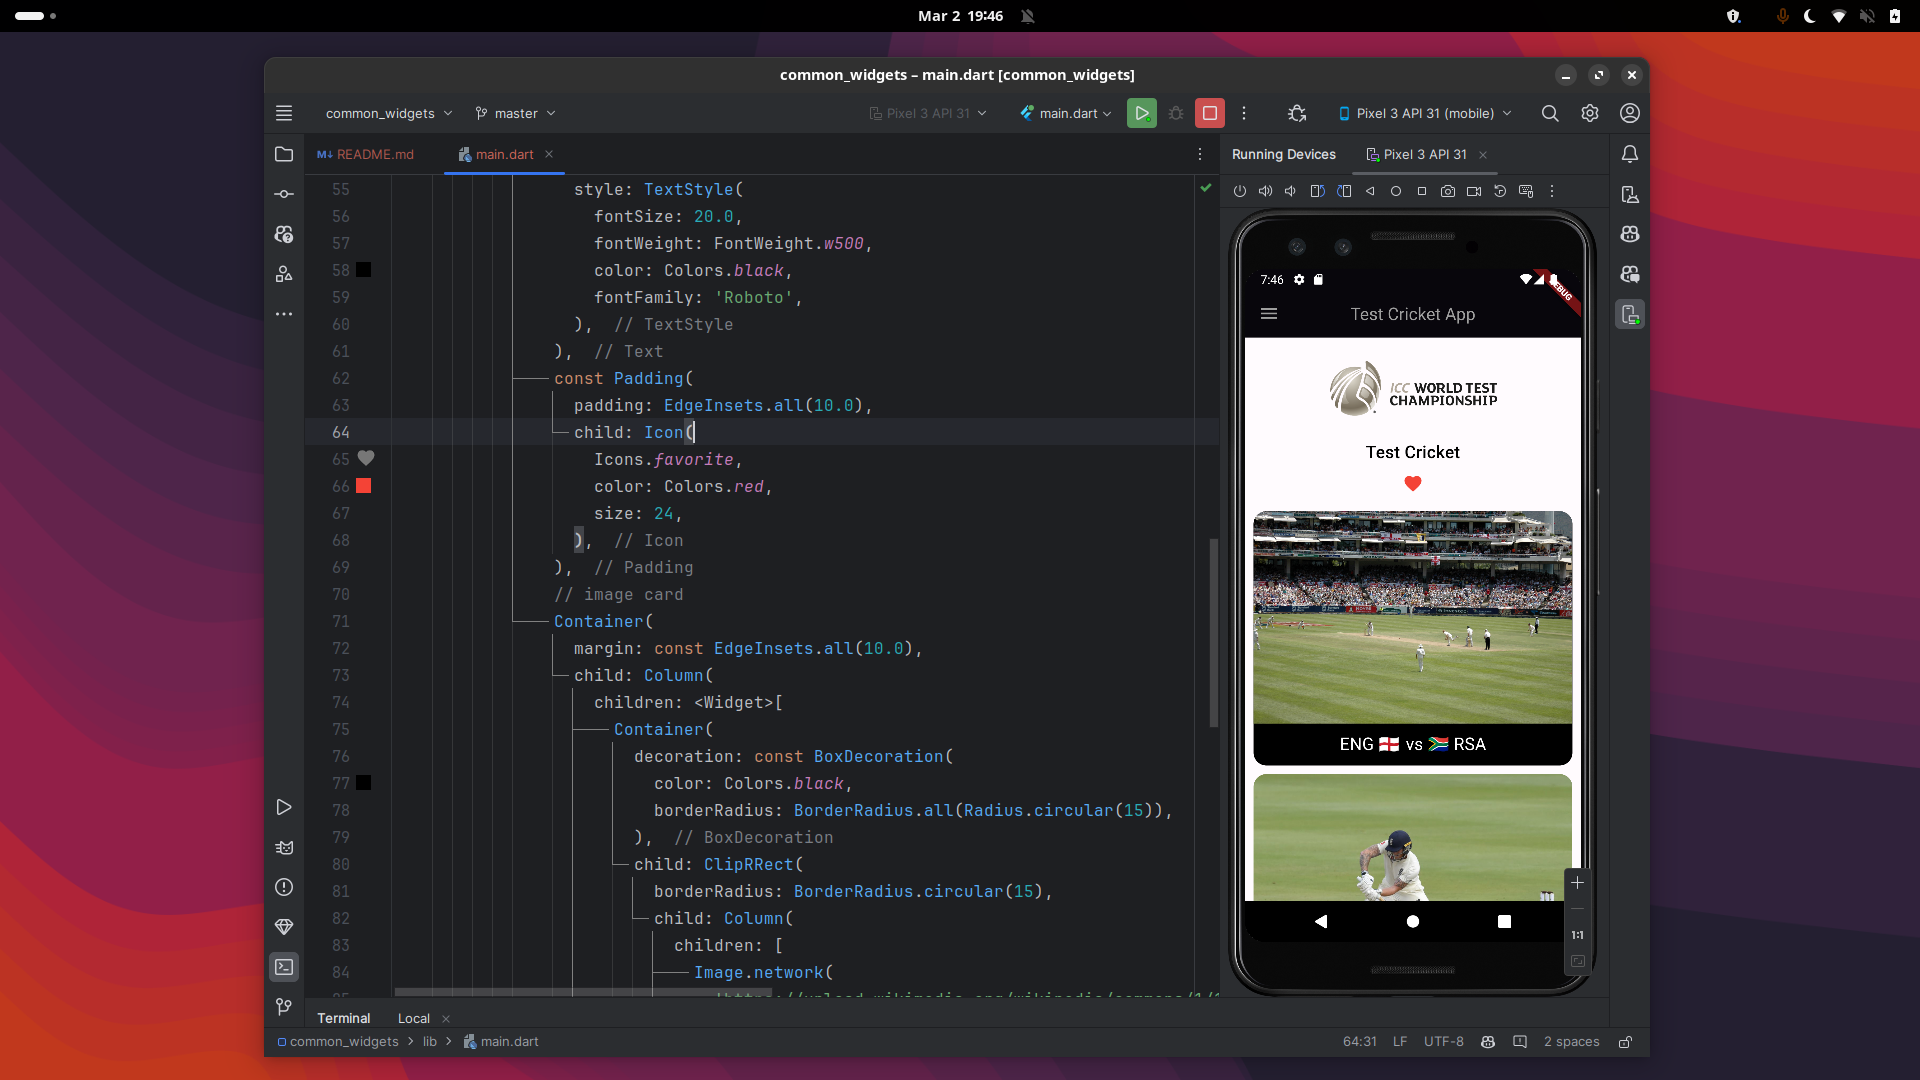 Mar 2 19:46
common_widgets – main.dart [common_widgets]
common_widgets
master
Pixel 3 API 31
main.dart
Pixel 3 API 31 (mobile)
README.md
main.dart
Running Devices
Pixel 3 API 31
55 style: TextStyle(
56 fontSize: 20.0,
57 fontWeight: FontWeight.w500,
58 color: Colors.black,
59 fontFamily: 'Roboto',
60 ), // TextStyle
61 ), // Text
62 const Padding(
63 padding: EdgeInsets.all(10.0),
64 child: Icon(
65 Icons.favorite,
66 color: Colors.red,
67 size: 24,
68 ), // Icon
69 ), // Padding
70 // image card
71 Container(
72 margin: const EdgeInsets.all(10.0),
73 child: Column(
74 children: <Widget>[
75 Container(
76 decoration: const BoxDecoration(
77 color: Colors.black,
78 borderRadius: BorderRadius.all(Radius.circular(15)),
79 ), // BoxDecoration
80 child: ClipRRect(
81 borderRadius: BorderRadius.circular(15),
82 child: Column(
83 children: [
84 Image.network(
7:46
Test Cricket App
ICC WORLD TEST
CHAMPIONSHIP
Test Cricket
ENG 🏴󠁧󠁢󠁥󠁮󠁧󠁿 vs 🇿🇦 RSA
1:1
Terminal
Local
common_widgets > lib > main.dart
64:31 LF UTF-8 2 spaces